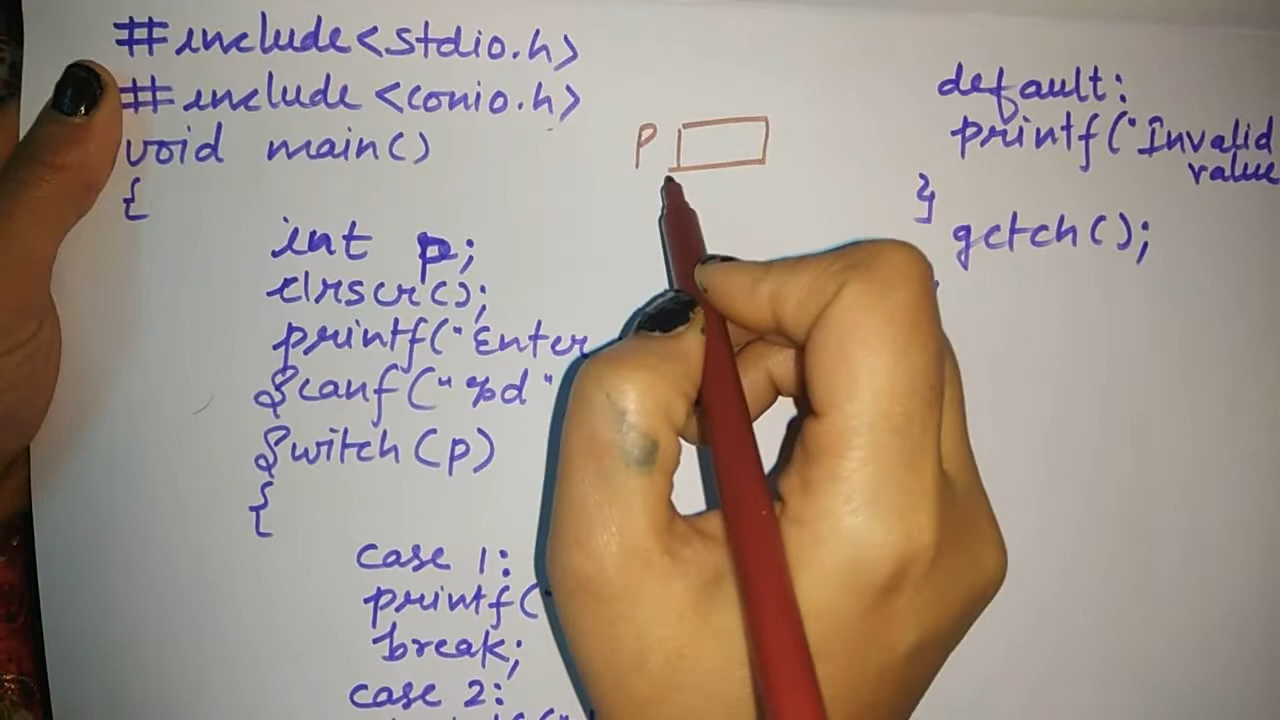 #include<stdio.h>
#include<conio.h>
void main()
{
int p;
clrscr();
printf("Enter
Scanf("%d"
Switch(p)
{
case 1:
printf(
break;
case 2:
P
default:
printf("Invalid
value
}
getch();